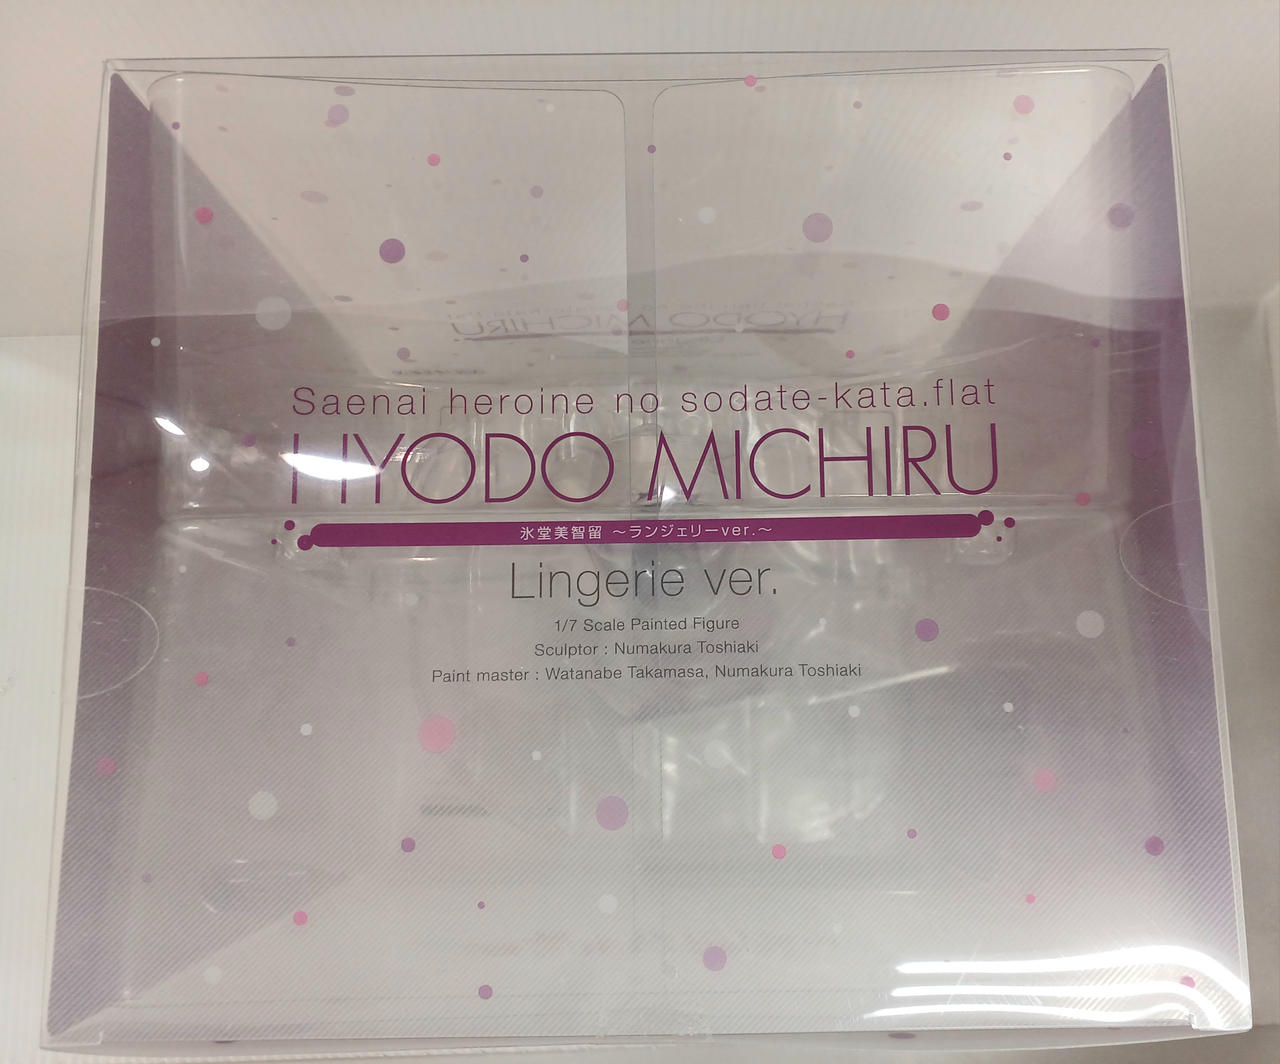 Saenai heroine no sodate-kata.flat
HYODO MICHIRU
氷堂美智留 ～ランジェリーver.～
Lingerie ver.
1/7 Scale Painted Figure
Sculptor : Numakura Toshiaki
Paint master : Watanabe Takamasa, Numakura Toshiaki